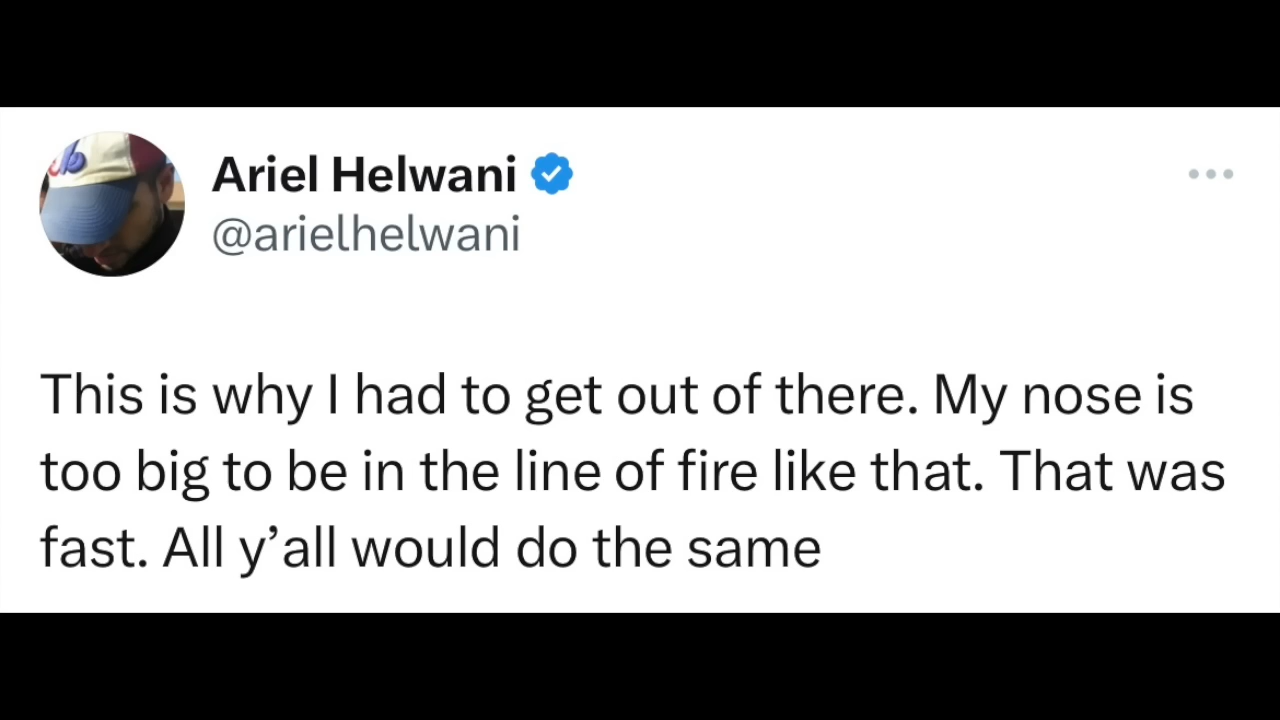 Ariel Helwani
@arielhelwani
This is why I had to get out of there. My nose is
too big to be in the line of fire like that. That was
fast. All y’all would do the same